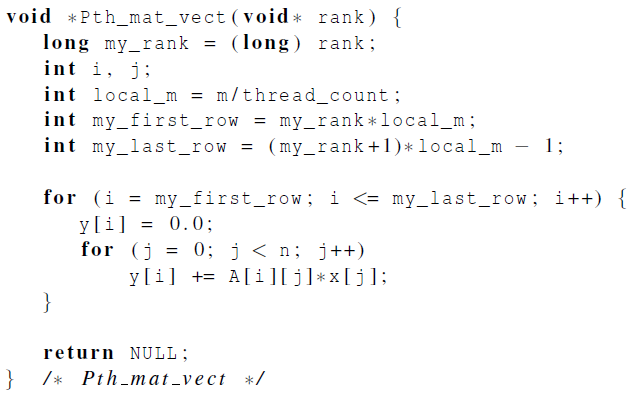 void *Pth_mat_vect(void* rank) {
   long my_rank = (long) rank;
   int i, j;
   int local_m = m/thread_count;
   int my_first_row = my_rank*local_m;
   int my_last_row = (my_rank+1)*local_m - 1;

   for (i = my_first_row; i <= my_last_row; i++) {
      y[i] = 0.0;
      for (j = 0; j < n; j++)
          y[i] += A[i][j]*x[j];
   }

   return NULL;
}  /* Pth_mat_vect */